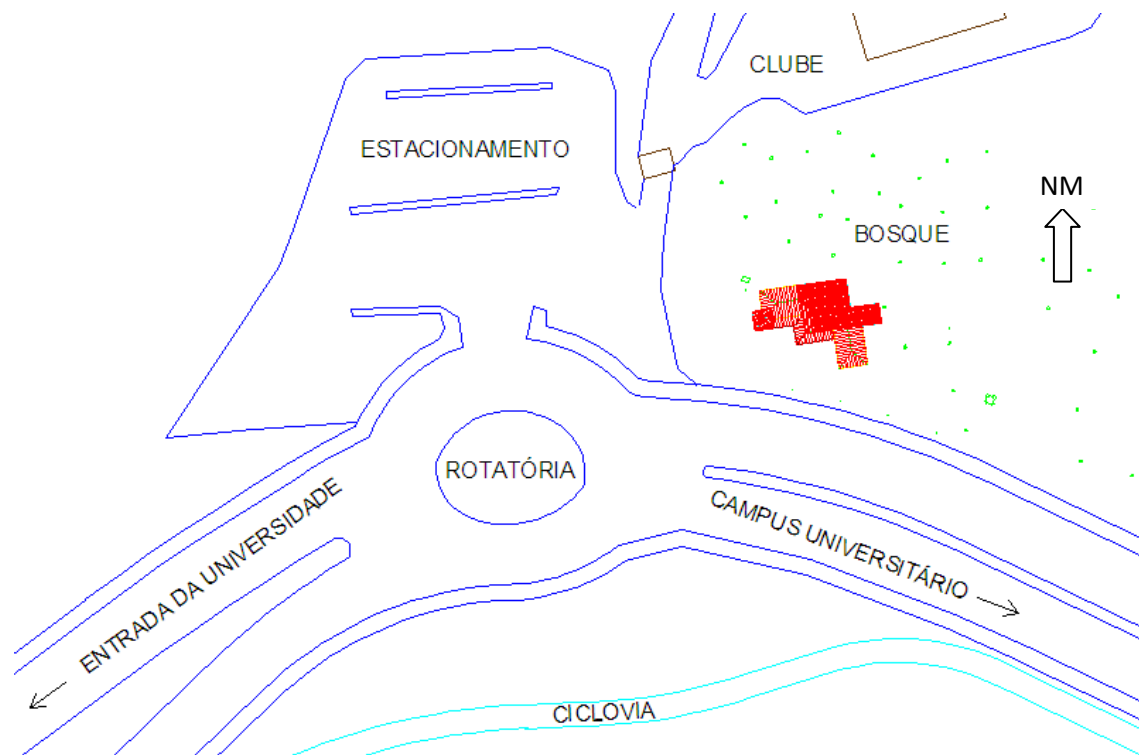 CLUBE
ESTACIONAMENTO
NM
BOSQUE
ROTATÓRIA
ENTRADA DA UNIVERSIDADE
CAMPUS UNIVERSITÁRIO
CICLOVIA